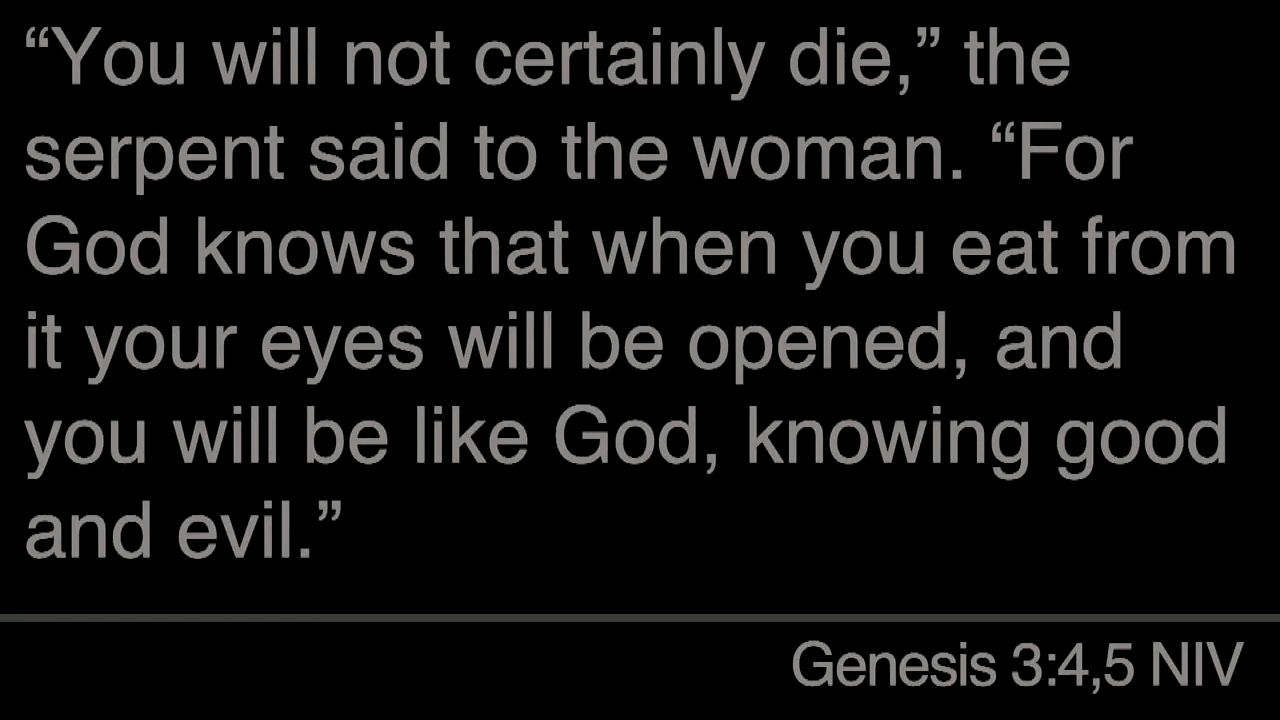 “You will not certainly die,” the
serpent said to the woman. “For
God knows that when you eat from
it your eyes will be opened, and
you will be like God, knowing good
and evil.”
Genesis 3:4,5 NIV